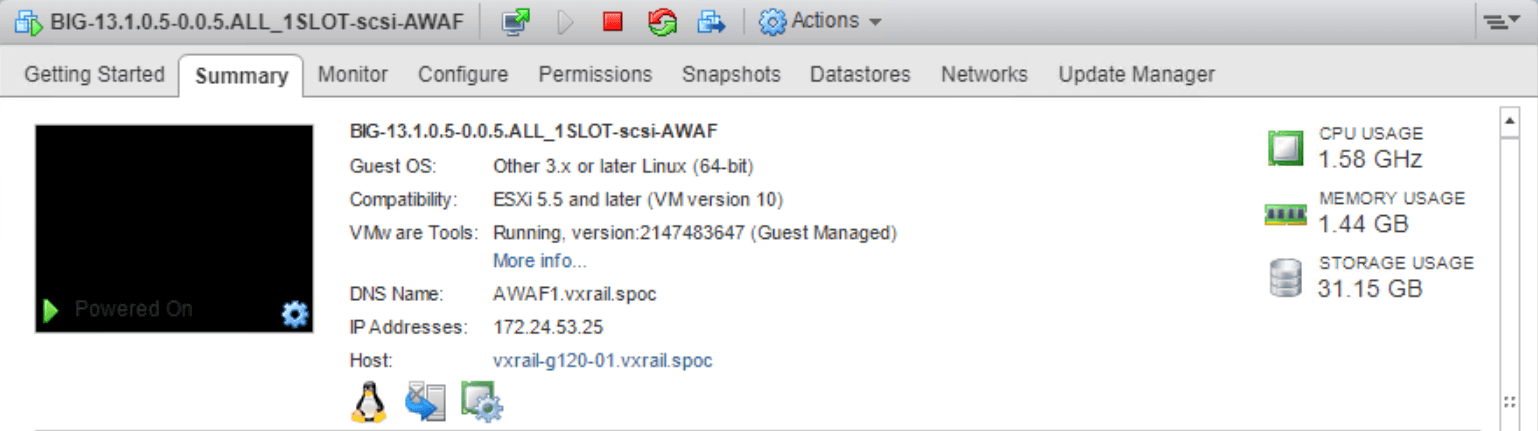 BIG-13.1.0.5-0.0.5.ALL_1SLOT-scsi-AWAF Actions
Getting Started Summary Monitor Configure Permissions Snapshots Datastores Networks Update Manager
Powered On
BIG-13.1.0.5-0.0.5.ALL_1SLOT-scsi-AWAF
Guest OS: Other 3.x or later Linux (64-bit)
Compatibility: ESXi 5.5 and later (VM version 10)
VMware Tools: Running, version:2147483647 (Guest Managed)
More info...
DNS Name: AWAF1.vxrail.spoc
IP Addresses: 172.24.53.25
Host: vxrail-g120-01.vxrail.spoc
CPU USAGE
1.58 GHz
MEMORY USAGE
1.44 GB
STORAGE USAGE
31.15 GB